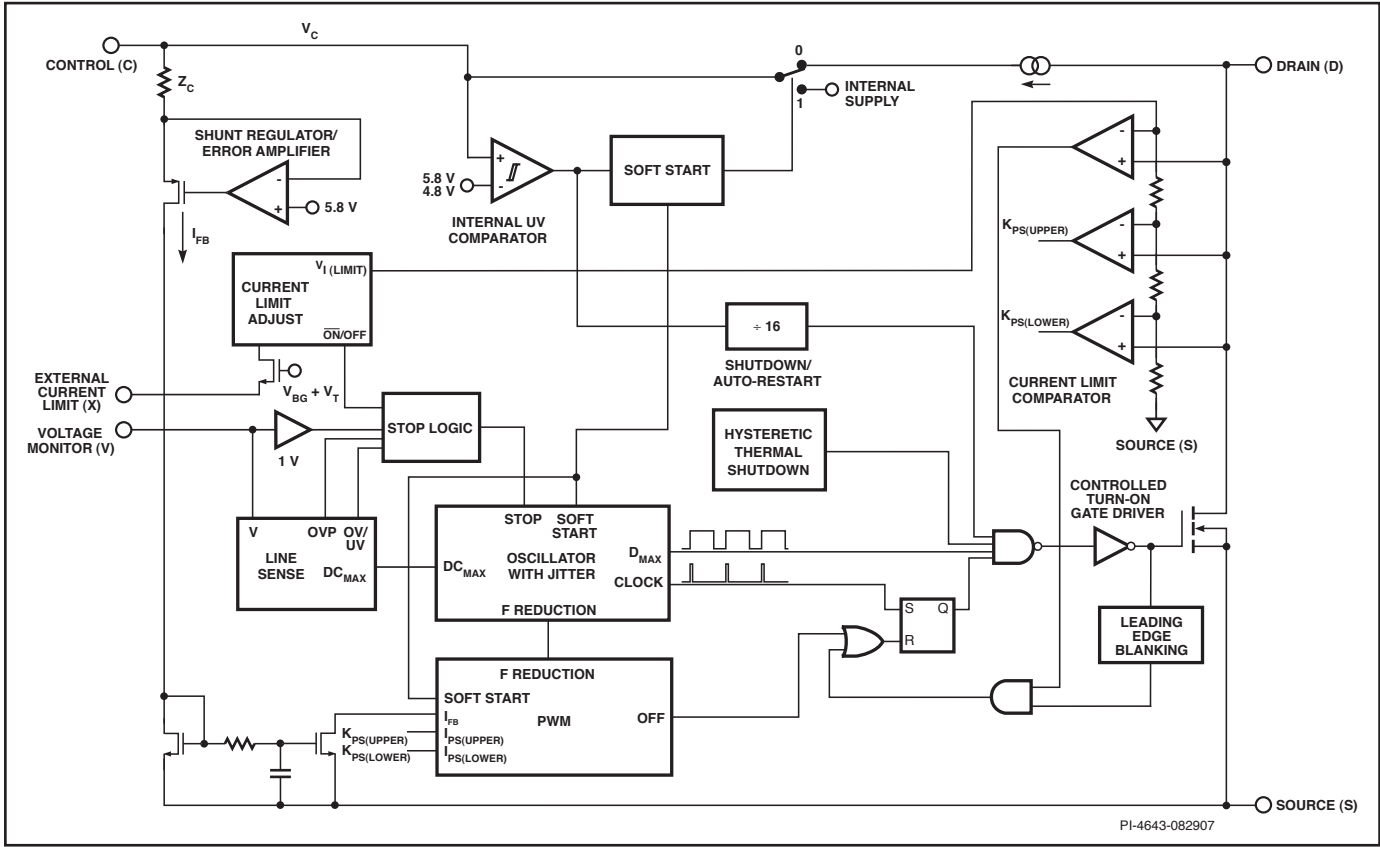 V_C
CONTROL (C)
Z_C
0
1
INTERNAL
SUPPLY
DRAIN (D)
SHUNT REGULATOR/
ERROR AMPLIFIER
-
+
5.8 V
I_FB
+
-
5.8 V
4.8 V
INTERNAL UV
COMPARATOR
SOFT START
-
+
K_PS(UPPER)
-
+
K_PS(LOWER)
-
+
CURRENT LIMIT
COMPARATOR
SOURCE (S)
V_I (LIMIT)
CURRENT
LIMIT
ADJUST
ON/OFF
V_BG + V_T
÷ 16
SHUTDOWN/
AUTO-RESTART
EXTERNAL
CURRENT
LIMIT (X)
VOLTAGE
MONITOR (V)
1 V
STOP LOGIC
HYSTERETIC
THERMAL
SHUTDOWN
CONTROLLED
TURN-ON
GATE DRIVER
V
OVP
OV/
UV
LINE
SENSE
DC_MAX
STOP
SOFT
START
DC_MAX
OSCILLATOR
WITH JITTER
D_MAX
CLOCK
F REDUCTION
S
Q
R
LEADING
EDGE
BLANKING
F REDUCTION
SOFT START
I_FB
PWM
OFF
K_PS(UPPER)
I_PS(UPPER)
K_PS(LOWER)
I_PS(LOWER)
SOURCE (S)
PI-4643-082907